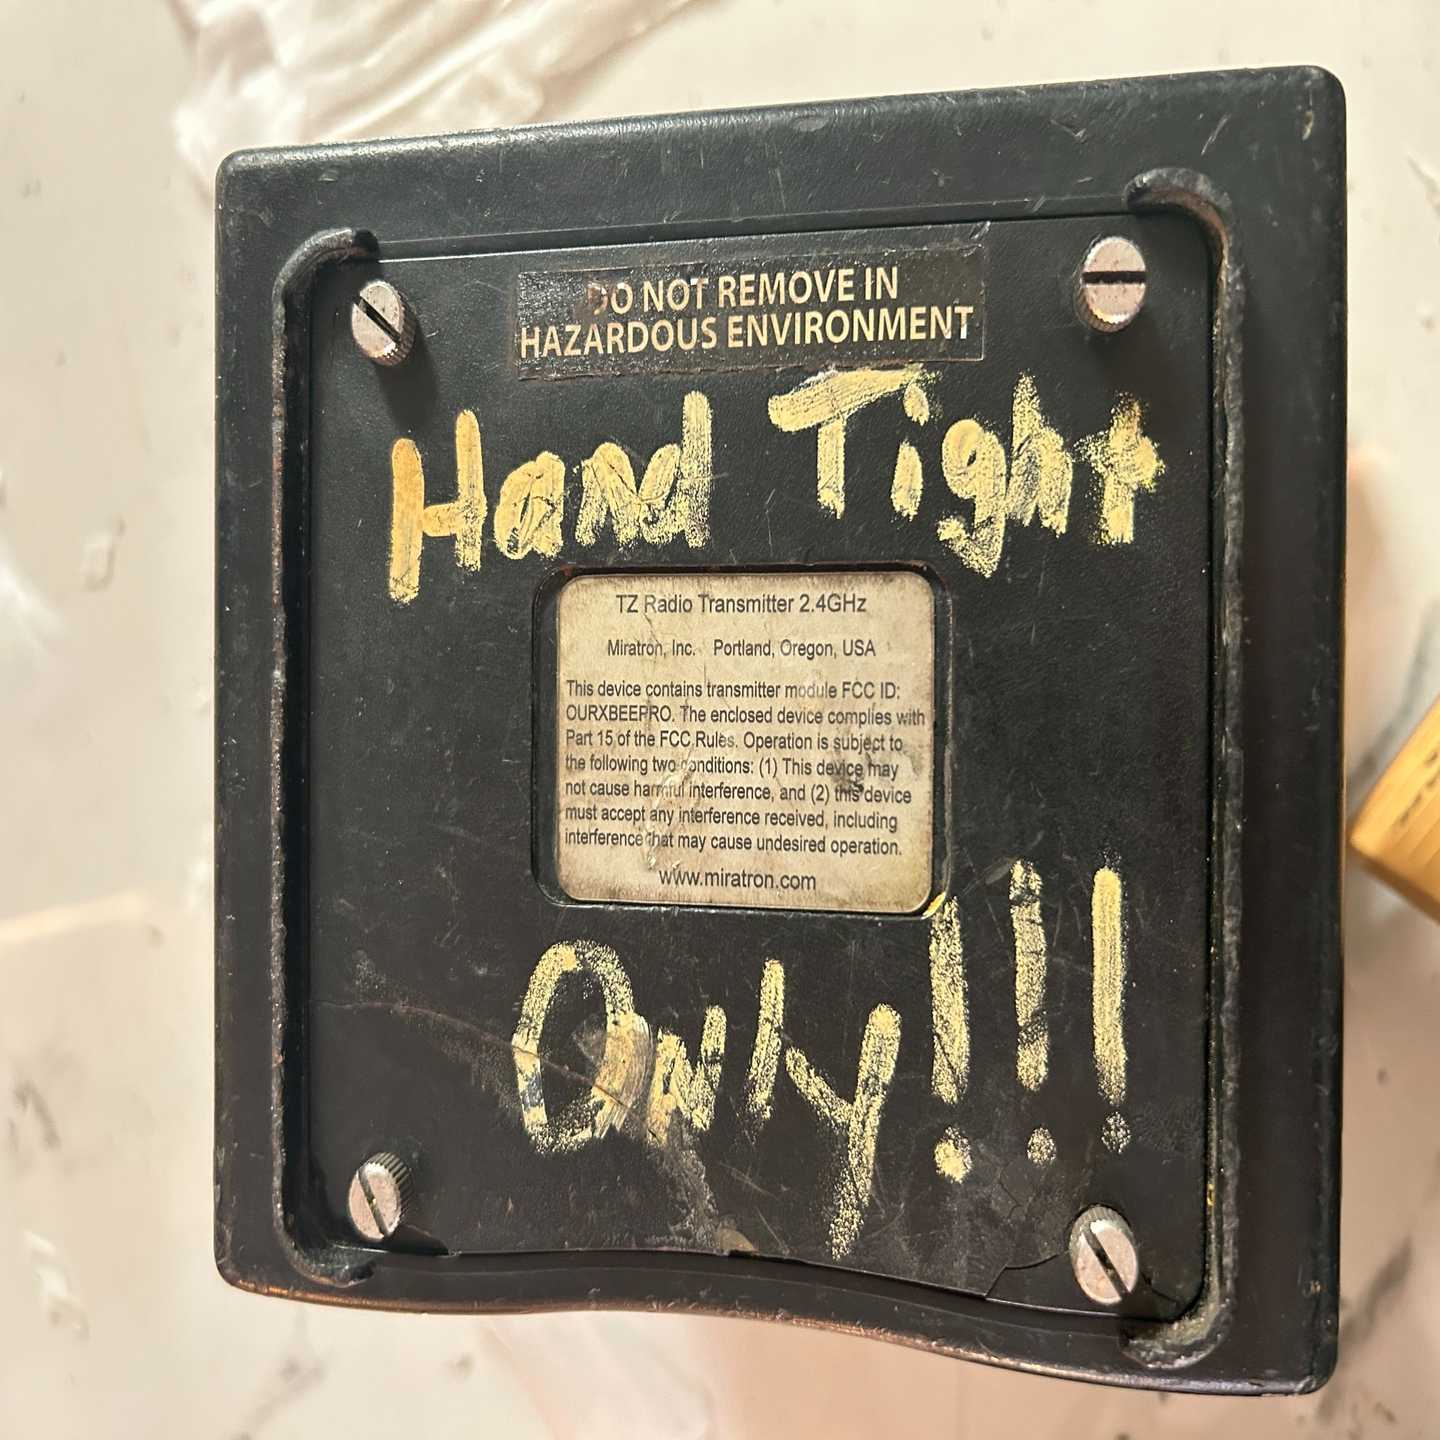 DO NOT REMOVE IN
HAZARDOUS ENVIRONMENT
Hand Tight
TZ Radio Transmitter 2.4GHz
Miratron, Inc. Portland, Oregon, USA
This device contains transmitter module FCC ID:
OURXBEEPRO. The enclosed device complies with
Part 15 of the FCC Rules. Operation is subject to
the following two conditions: (1) This device may
not cause harmful interference, and (2) this device
must accept any interference received, including
interference that may cause undesired operation.
www.miratron.com
Only!!!